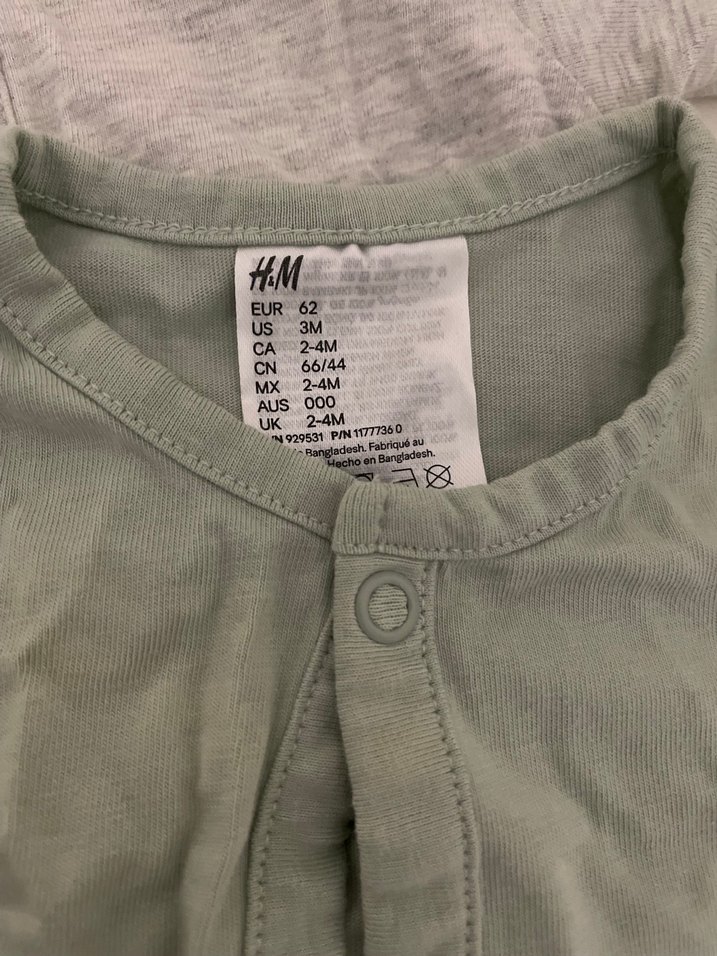 H&M
EUR 62
US 3M
CA 2-4M
CN 66/44
MX 2-4M
AUS 000
UK 2-4M
929531 P/N 1177736 0
Bangladesh. Fabriqué au
Hecho en Bangladesh.